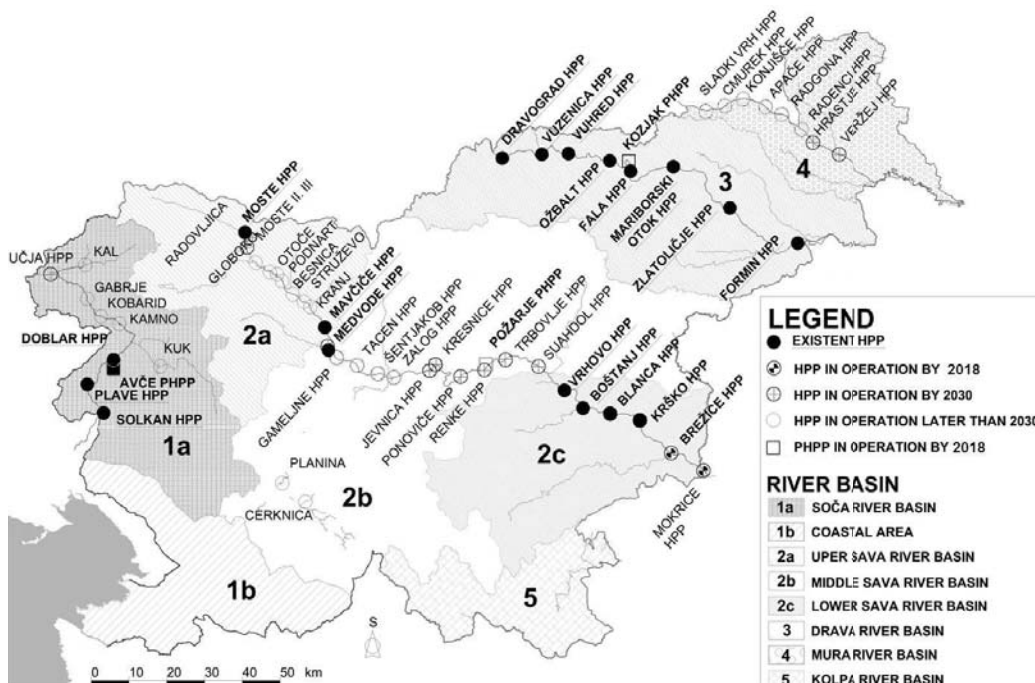 DRAVOGRAD HPP
VUZENICA HPP
VUHRED HPP
OŽBALT HPP
KOZJAK PHPP
FALA HPP
MARIBORSKI
OTOK HPP
ZLATOLIČJE HPP
FORMIN HPP
SLADKI VRH HPP
CMUREK HPP
KONJIŠČE HPP
APAČE HPP
RADGONA HPP
RADENCI HPP
HRASTJE HPP
VERŽEJ HPP
3
4
RADOVLJICA
MOSTE HPP
MOSTE II. III
GLOBOKO
OTOČE
PODNART
BESNICA
STRUŽEVO
KRANJ
MAVČIČE HPP
MEDVODE HPP
UČJA HPP
KAL
GABRJE
KOBARID
KAMNO
DOBLAR HPP
KUK
AVČE PHPP
PLAVE HPP
SOLKAN HPP
1a
2a
GAMELJNE HPP
TACEN HPP
ŠENTJAKOB HPP
ZALOG HPP
JEVNICA HPP
KRESNICE HPP
PONOVIČE HPP
RENKE HPP
POŽARJE PHPP
TRBOVLJE HPP
SUAHDOL HPP
VRHOVO HPP
BOŠTANJ HPP
BLANCA HPP
KRŠKO HPP
BREŽICE HPP
MOKRICE
HPP
2c
PLANINA
CERKNICA
2b
1b
5
S
0 10 20 30 40 50 km
LEGEND
EXISTENT HPP
HPP IN OPERATION BY 2018
HPP IN OPERATION BY 2030
HPP IN OPERATION LATER THAN 2030
PHPP IN OPERATION BY 2018
RIVER BASIN
1a SOČA RIVER BASIN
1b COASTAL AREA
2a UPER SAVA RIVER BASIN
2b MIDDLE SAVA RIVER BASIN
2c LOWER SAVA RIVER BASIN
3 DRAVA RIVER BASIN
4 MURA RIVER BASIN
5 KOLPA RIVER BASIN